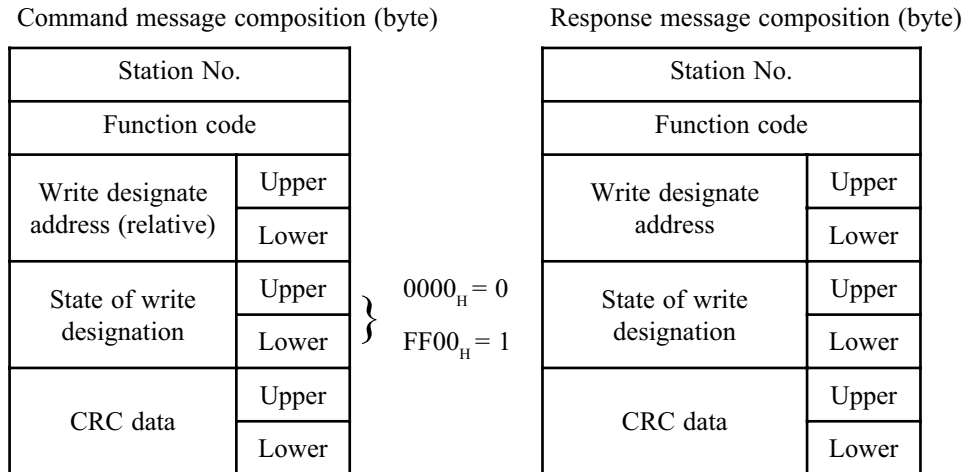 Command message composition (byte)
Station No.
Function code
Write designate
address (relative)
Upper
Lower
State of write
designation
Upper
Lower
} 0000H = 0
FF00H = 1
CRC data
Upper
Lower
Response message composition (byte)
Station No.
Function code
Write designate
address
Upper
Lower
State of write
designation
Upper
Lower
CRC data
Upper
Lower